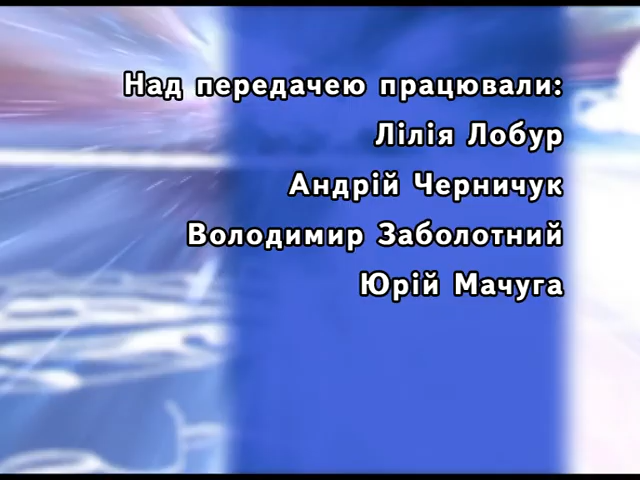 Над передачею працювали:
Лілія Лобур
Андрій Черничук
Володимир Заболотний
Юрій Мачуга